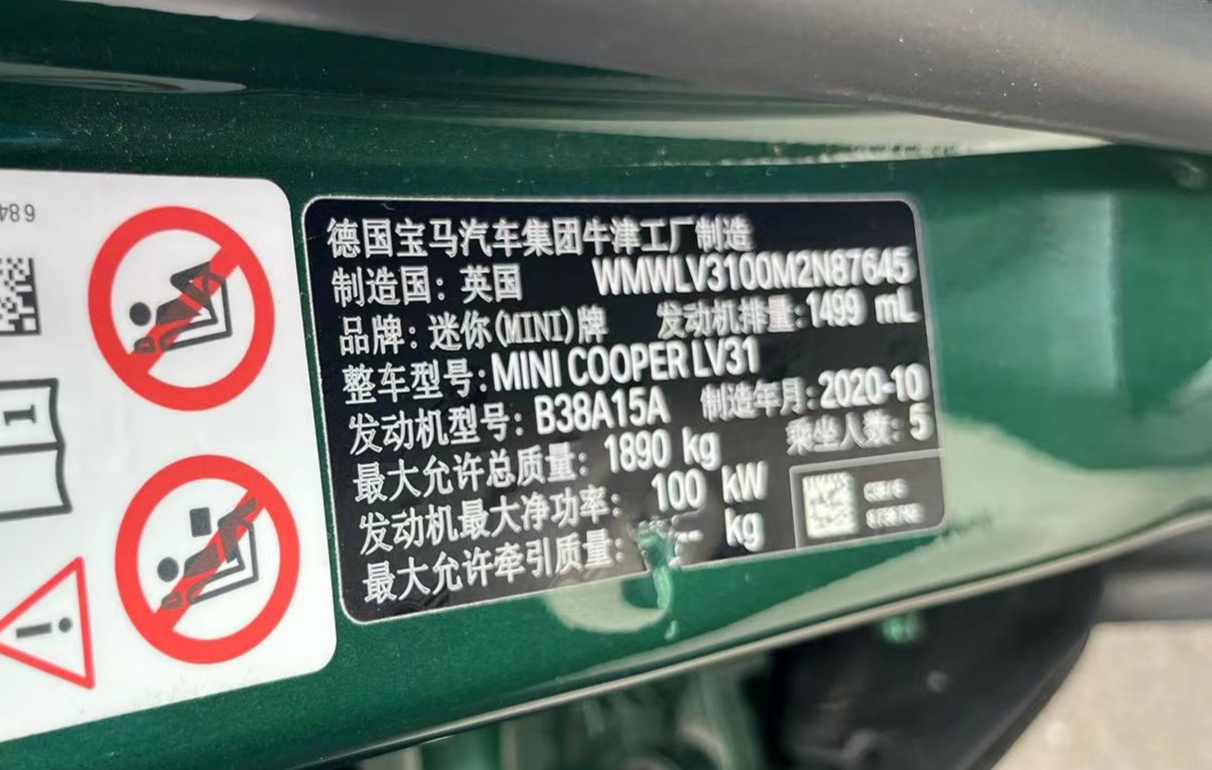 德国宝马汽车集团牛津工厂制造
制造国: 英国 WMWLV3100M2N87645
品牌: 迷你(MINI)牌 发动机排量:1499 mL
整车型号:MINI COOPER LV31
发动机型号: B38A15A 制造年月:2020-10
最大允许总质量: 1890 kg 乘坐人数: 5
发动机最大净功率: 100 kW
最大允许牵引质量: -- kg